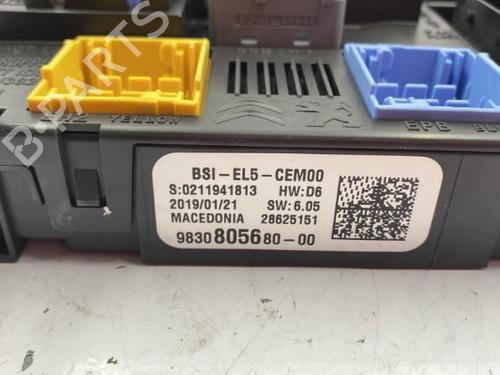 DELPHI
YELLOW
EPB
B-PARTS
BSI-EL5-CEM00
S:0211941813 HW:D6
2019/01/21 SW:6.05
MACEDONIA 28625151
9830805680-00